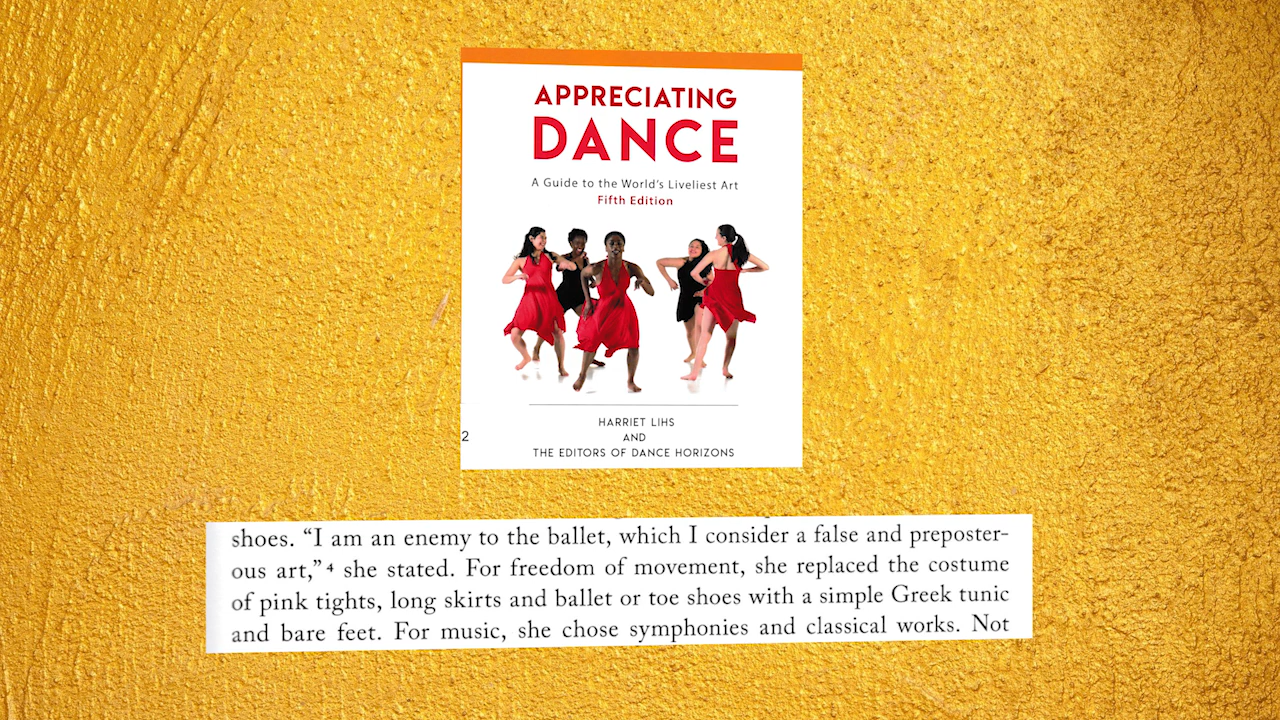 APPRECIATING
DANCE
A Guide to the World's Liveliest Art
Fifth Edition
HARRIET LIHS
2
AND
THE EDITORS OF DANCE HORIZONS
shoes. “I am an enemy to the ballet, which I consider a false and preposter-
ous art,”⁴ she stated. For freedom of movement, she replaced the costume
of pink tights, long skirts and ballet or toe shoes with a simple Greek tunic
and bare feet. For music, she chose symphonies and classical works. Not